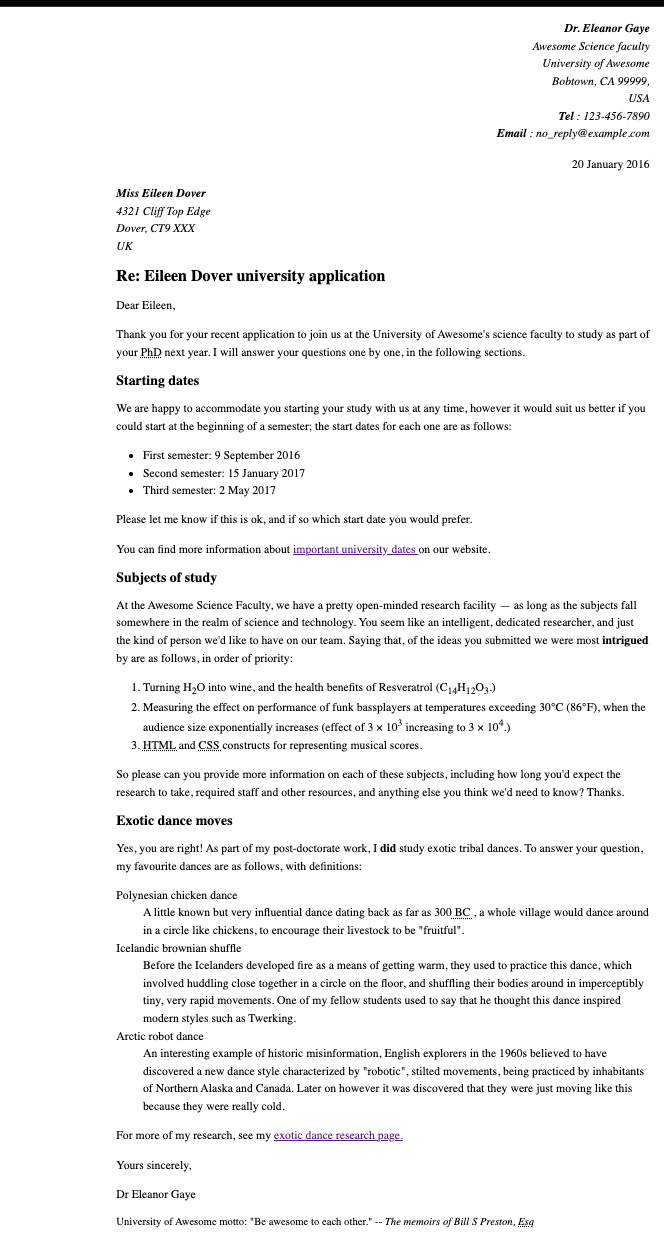 Dr. Eleanor Gaye
Awesome Science faculty
University of Awesome
Bobtown, CA 99999,
USA
Tel : 123-456-7890
Email : no_reply@example.com
20 January 2016
Miss Eileen Dover
4321 Cliff Top Edge
Dover, CT9 XXX
UK
Re: Eileen Dover university application
Dear Eileen,
Thank you for your recent application to join us at the University of Awesome's science faculty to study as part of
your PhD next year. I will answer your questions one by one, in the following sections.
Starting dates
We are happy to accommodate you starting your study with us at any time, however it would suit us better if you
could start at the beginning of a semester; the start dates for each one are as follows:
• First semester: 9 September 2016
• Second semester: 15 January 2017
• Third semester: 2 May 2017
Please let me know if this is ok, and if so which start date you would prefer.
You can find more information about important university dates on our website.
Subjects of study
At the Awesome Science Faculty, we have a pretty open-minded research facility — as long as the subjects fall
somewhere in the realm of science and technology. You seem like an intelligent, dedicated researcher, and just
the kind of person we'd like to have on our team. Saying that, of the ideas you submitted we were most intrigued
by are as follows, in order of priority:
1. Turning H₂O into wine, and the health benefits of Resveratrol (C₁₄H₁₂O₃.)
2. Measuring the effect on performance of funk bassplayers at temperatures exceeding 30°C (86°F), when the
audience size exponentially increases (effect of 3 × 10³ increasing to 3 × 10⁴.)
3. HTML and CSS constructs for representing musical scores.
So please can you provide more information on each of these subjects, including how long you'd expect the
research to take, required staff and other resources, and anything else you think we'd need to know? Thanks.
Exotic dance moves
Yes, you are right! As part of my post-doctorate work, I did study exotic tribal dances. To answer your question,
my favourite dances are as follows, with definitions:
Polynesian chicken dance
A little known but very influential dance dating back as far as 300 BC , a whole village would dance around
in a circle like chickens, to encourage their livestock to be "fruitful".
Icelandic brownian shuffle
Before the Icelanders developed fire as a means of getting warm, they used to practice this dance, which
involved huddling close together in a circle on the floor, and shuffling their bodies around in imperceptibly
tiny, very rapid movements. One of my fellow students used to say that he thought this dance inspired
modern styles such as Twerking.
Arctic robot dance
An interesting example of historic misinformation, English explorers in the 1960s believed to have
discovered a new dance style characterized by "robotic", stilted movements, being practiced by inhabitants
of Northern Alaska and Canada. Later on however it was discovered that they were just moving like this
because they were really cold.
For more of my research, see my exotic dance research page.
Yours sincerely,
Dr Eleanor Gaye
University of Awesome motto: "Be awesome to each other." -- The memoirs of Bill S Preston, Esq